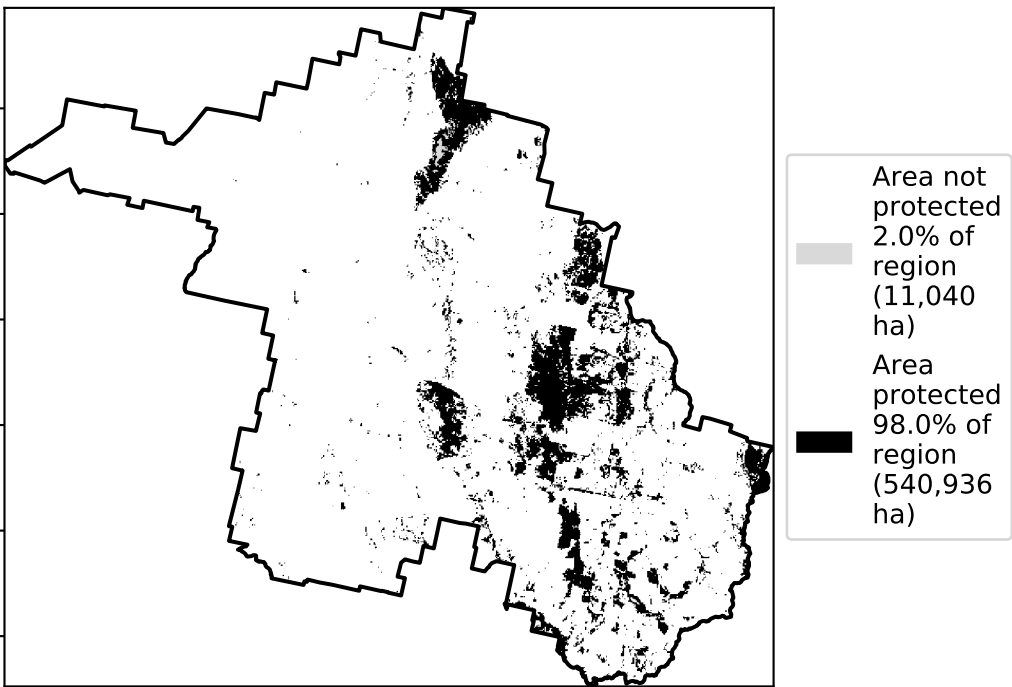 Area not
protected
2.0% of
region
(11,040
ha)
Area
protected
98.0% of
region
(540,936
ha)